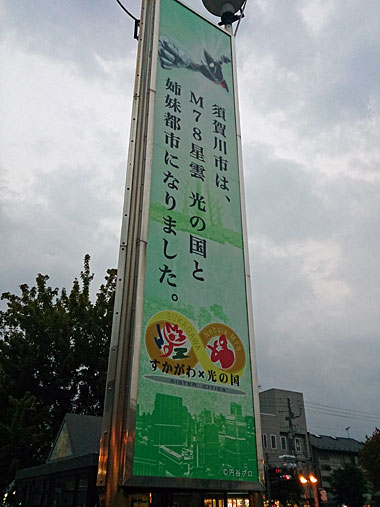 須賀川市は、
M78星雲 光の国と
姉妹都市になりました。
SUKAGAWA
すかがわ×光の国
SISTER CITIES
©円谷プロ